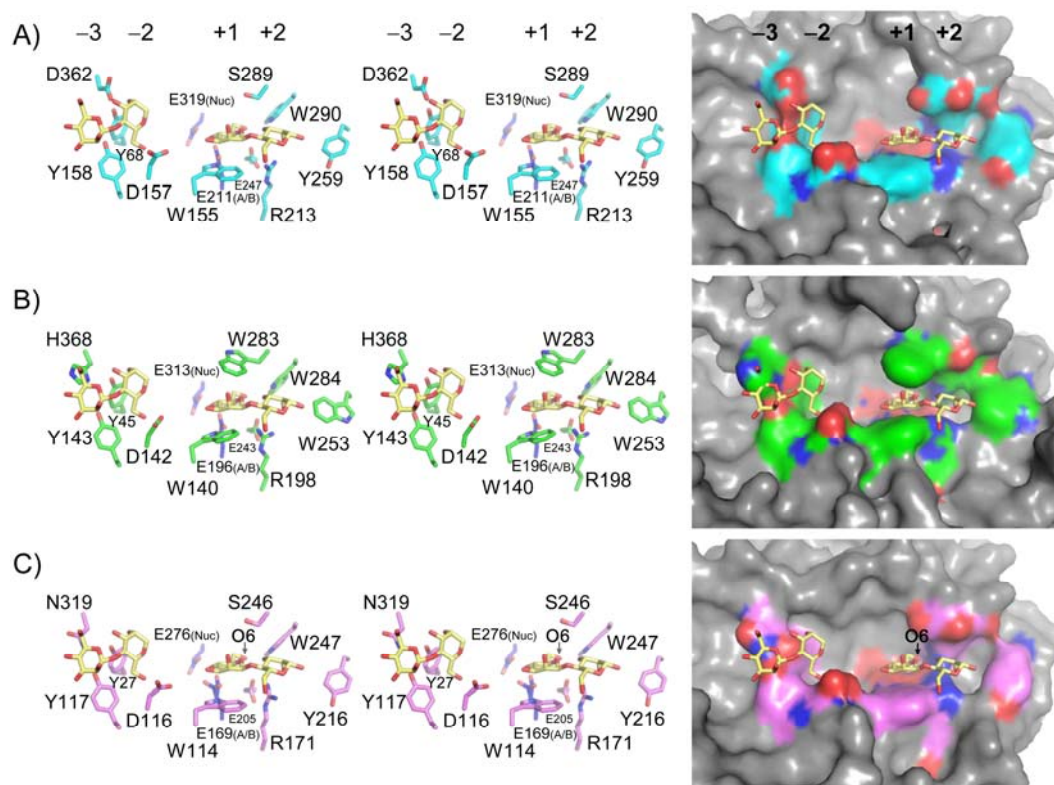 A) −3 −2 +1 +2 −3 −2 +1 +2 −3 −2 +1 +2
D362 S289 D362 S289
E319(Nuc) W290 E319(Nuc) W290
Y68 Y68
Y158 Y259 Y158 Y259
D157 E247 D157 E247
E211(A/B) E211(A/B)
W155 R213 W155 R213
B)
H368 W283 H368 W283
E313(Nuc) W284 E313(Nuc) W284
Y45 Y45
Y143 W253 Y143 W253
D142 E243 D142 E243
E196(A/B) E196(A/B)
W140 R198 W140 R198
C)
N319 S246 N319 S246
E276(Nuc) O6 W247 E276(Nuc) O6 W247 O6
Y27 Y27
Y117 Y216 Y117 Y216
D116 E205 D116 E205
E169(A/B) E169(A/B)
W114 R171 W114 R171